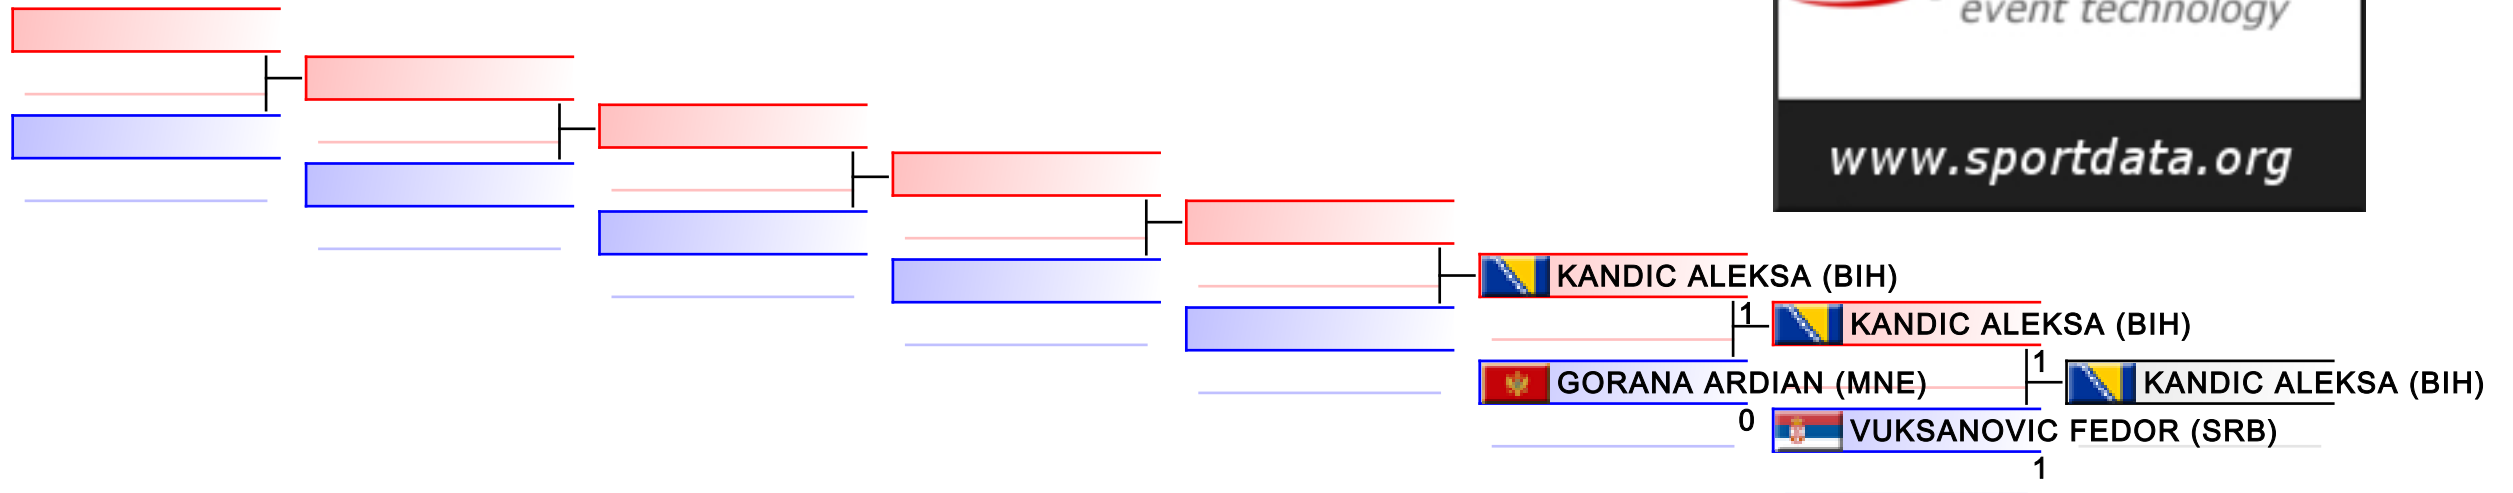 event technology
www.sportdata.org
KANDIC ALEKSA (BIH)
1
KANDIC ALEKSA (BIH)
1
GORANA ARDIAN (MNE)
0
KANDIC ALEKSA (BIH)
VUKSANOVIC FEDOR (SRB)
1